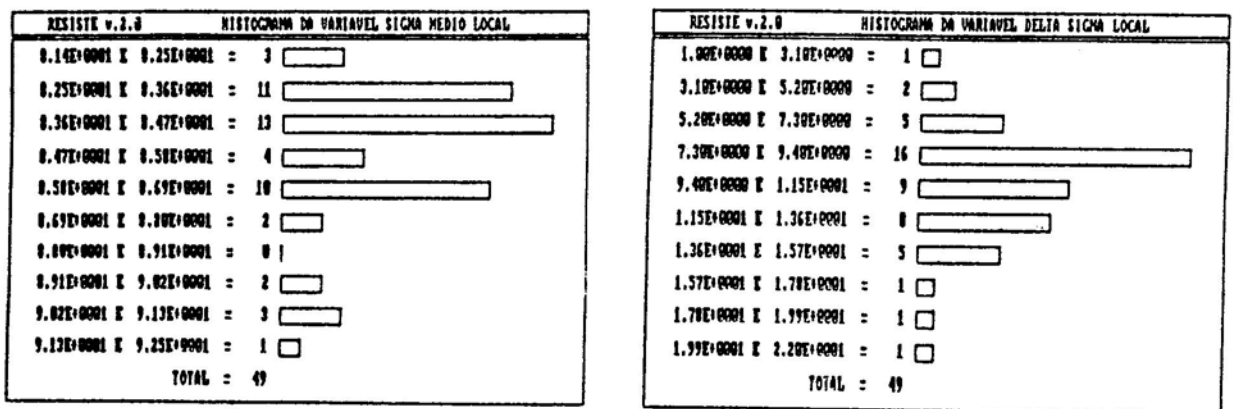 RESISTE v.2.0 HISTOGRAMA DA VARIAVEL SIGMA MEDIO LOCAL
8.14E+0001 E 8.25E+0001 = 3
8.25E+0001 E 8.36E+0001 = 11
8.36E+0001 E 8.47E+0001 = 13
8.47E+0001 E 8.58E+0001 = 4
8.58E+0001 E 8.69E+0001 = 10
8.69E+0001 E 8.80E+0001 = 2
8.80E+0001 E 8.91E+0001 = 0
8.91E+0001 E 9.02E+0001 = 2
9.02E+0001 E 9.13E+0001 = 3
9.13E+0001 E 9.25E+0001 = 1
TOTAL = 49
RESISTE v.2.0 HISTOGRAMA DA VARIAVEL DELTA SIGMA LOCAL
1.00E+0000 E 3.10E+0000 = 1
3.10E+0000 E 5.20E+0000 = 2
5.20E+0000 E 7.30E+0000 = 5
7.30E+0000 E 9.40E+0000 = 16
9.40E+0000 E 1.15E+0001 = 9
1.15E+0001 E 1.36E+0001 = 8
1.36E+0001 E 1.57E+0001 = 5
1.57E+0001 E 1.78E+0001 = 1
1.78E+0001 E 1.99E+0001 = 1
1.99E+0001 E 2.20E+0001 = 1
TOTAL = 49